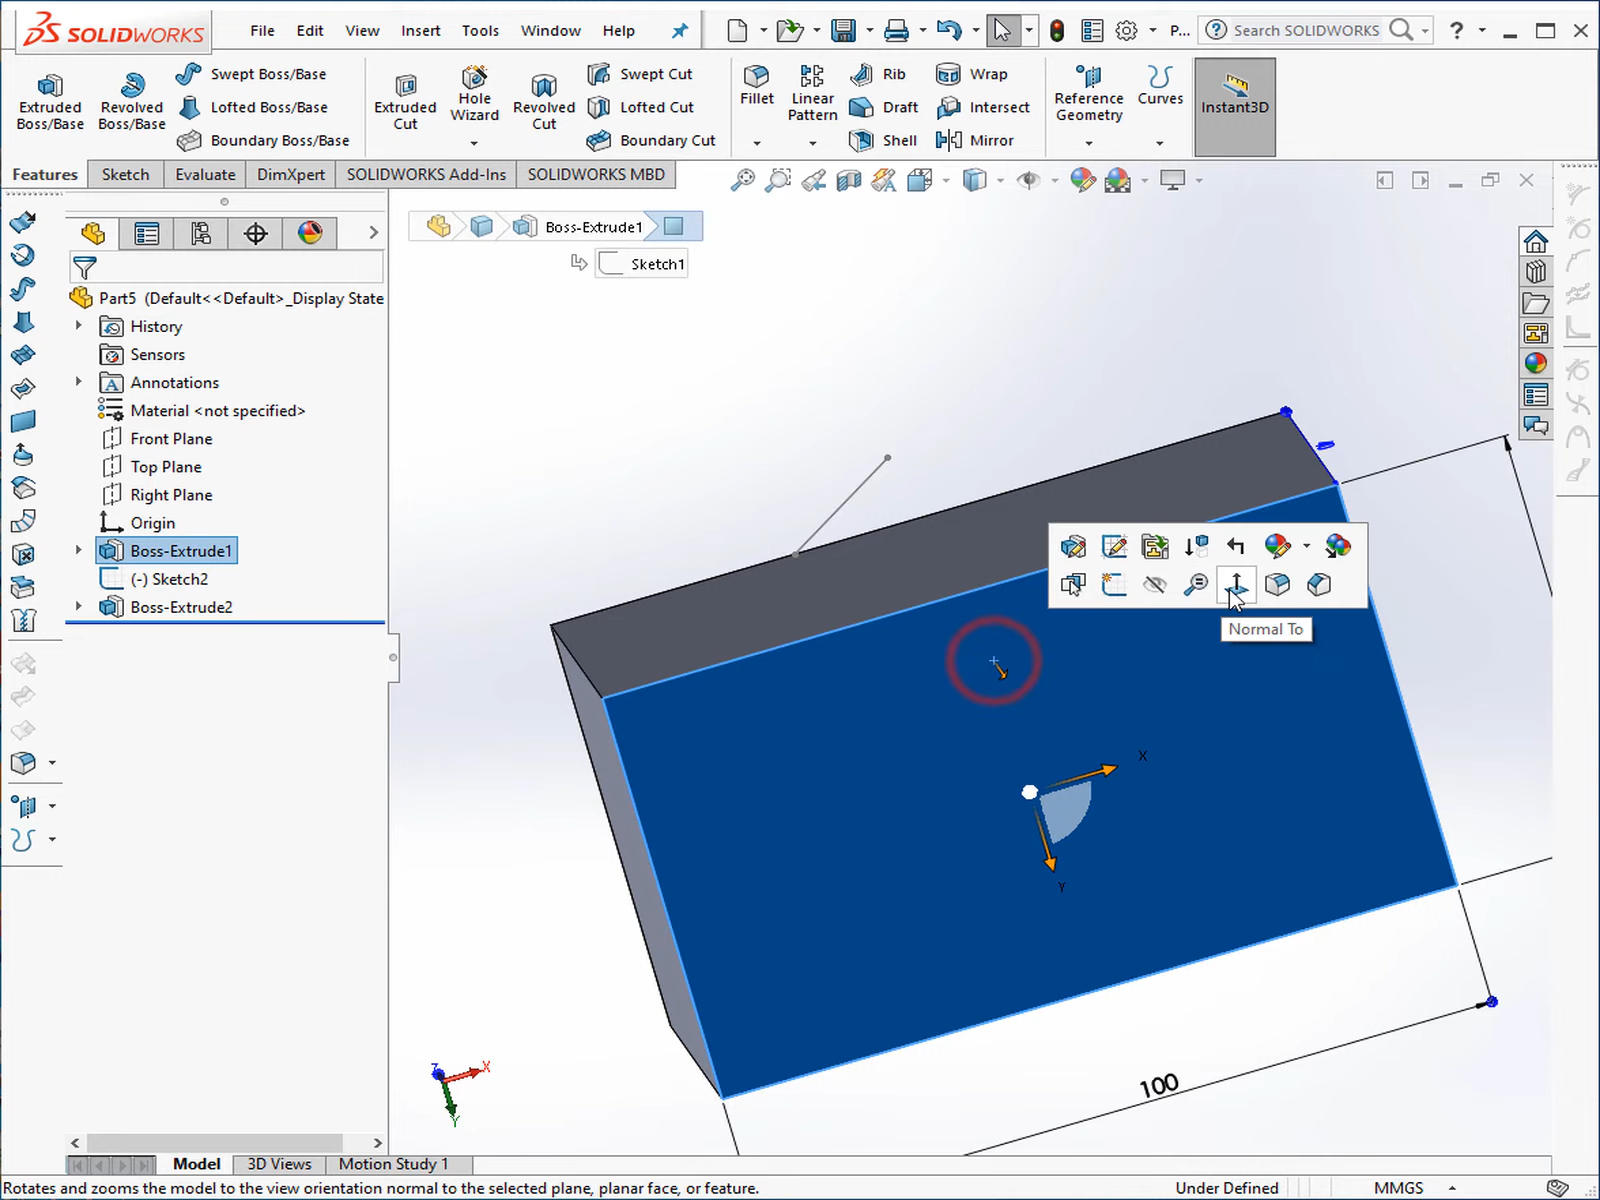 SOLIDWORKS
File Edit View Insert Tools Window Help
P... Search SOLIDWORKS ?
Extruded Boss/Base
Revolved Boss/Base
Swept Boss/Base
Lofted Boss/Base
Boundary Boss/Base
Extruded Cut
Hole Wizard
Revolved Cut
Swept Cut
Lofted Cut
Boundary Cut
Fillet
Linear Pattern
Rib
Draft
Shell
Wrap
Intersect
Mirror
Reference Geometry
Curves
Instant3D
Features Sketch Evaluate DimXpert SOLIDWORKS Add-Ins SOLIDWORKS MBD
Boss-Extrude1
Sketch1
Part5 (Default<<Default>_Display State
History
Sensors
Annotations
Material <not specified>
Front Plane
Top Plane
Right Plane
Origin
Boss-Extrude1
(-) Sketch2
Boss-Extrude2
Normal To
X
Y
100
Z X
Y
Model 3D Views Motion Study 1
Rotates and zooms the model to the view orientation normal to the selected plane, planar face, or feature.
Under Defined MMGS